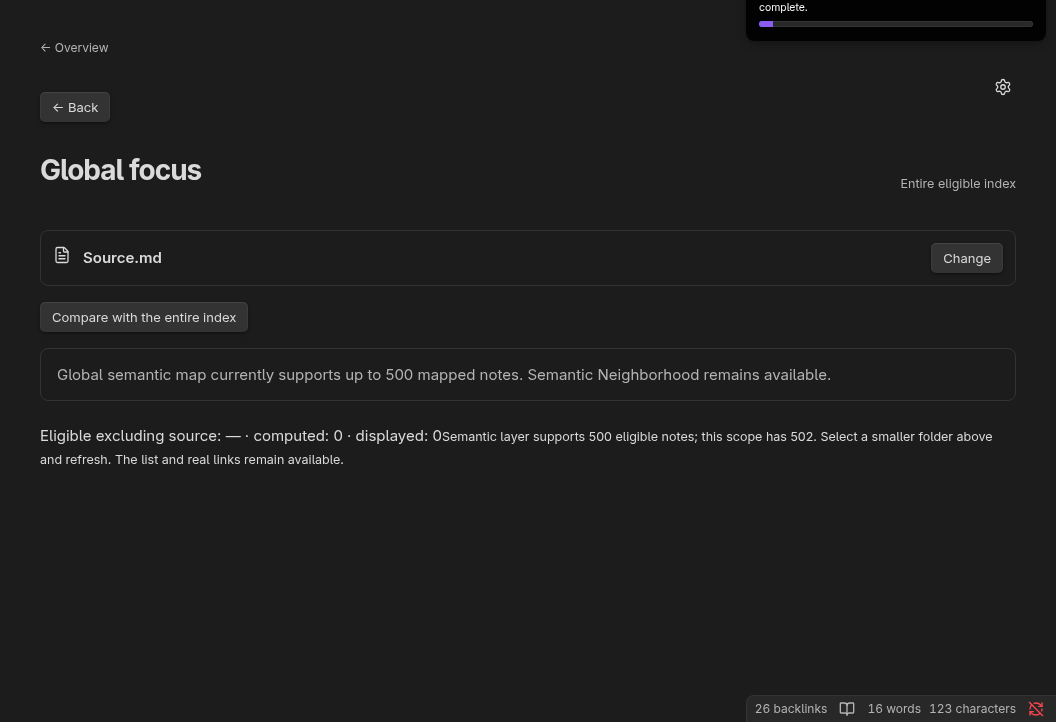 complete.
← Overview
← Back
Global focus
Entire eligible index
Source.md
Change
Compare with the entire index
Global semantic map currently supports up to 500 mapped notes. Semantic Neighborhood remains available.
Eligible excluding source: — · computed: 0 · displayed: 0Semantic layer supports 500 eligible notes; this scope has 502. Select a smaller folder above
and refresh. The list and real links remain available.
26 backlinks 16 words 123 characters